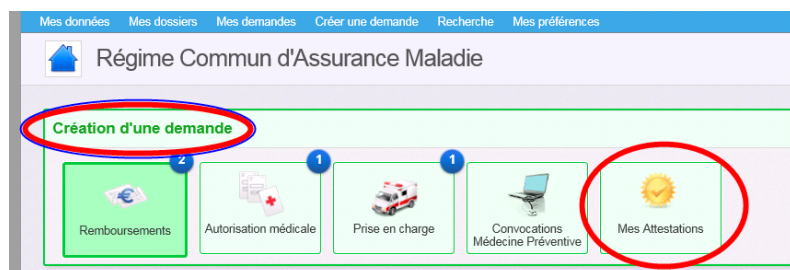 Mes données Mes dossiers Mes demandes Créer une demande Recherche Mes préférences
Régime Commun d'Assurance Maladie
Création d'une demande
2 1 1
Remboursements Autorisation médicale Prise en charge Convocations Médecine Préventive Mes Attestations